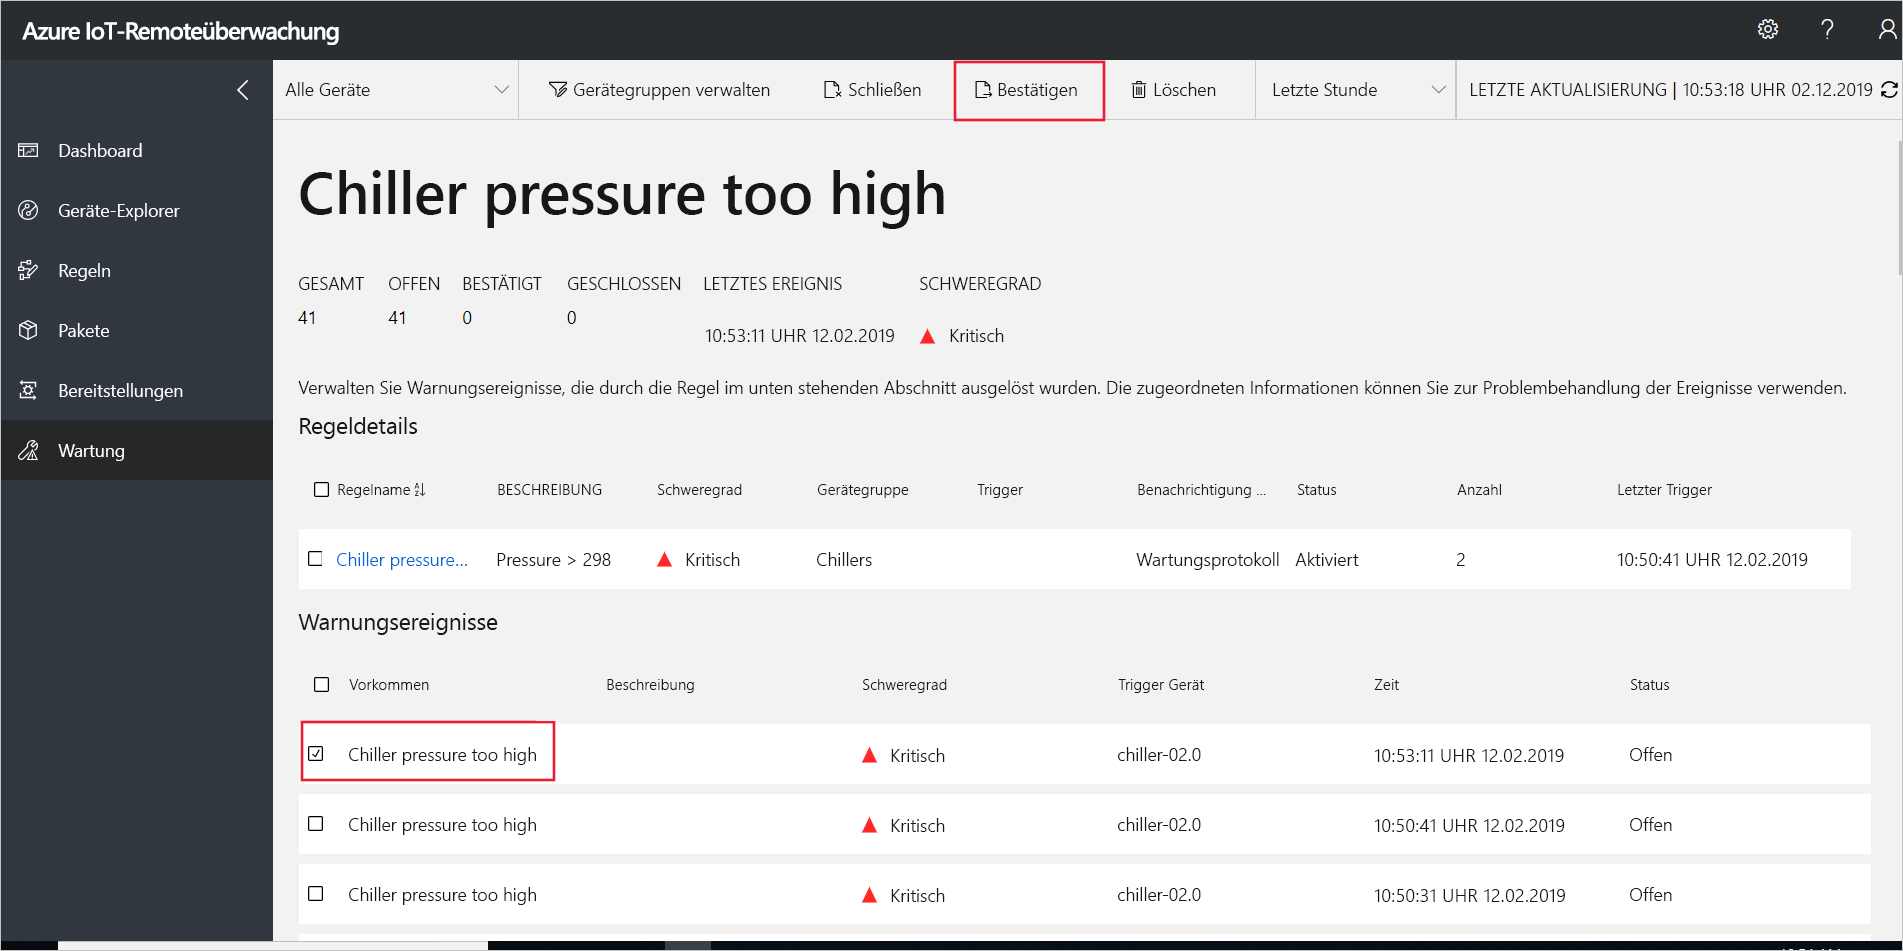 Azure IoT-Remoteüberwachung
Alle Geräte
Gerätegruppen verwalten
Schließen
Bestätigen
Löschen
Letzte Stunde
LETZTE AKTUALISIERUNG | 10:53:18 UHR 02.12.2019
Dashboard
Geräte-Explorer
Regeln
Pakete
Bereitstellungen
Wartung
Chiller pressure too high
GESAMT OFFEN BESTÄTIGT GESCHLOSSEN LETZTES EREIGNIS SCHWEREGRAD
41 41 0 0 10:53:11 UHR 12.02.2019 Kritisch
Verwalten Sie Warnungsereignisse, die durch die Regel im unten stehenden Abschnitt ausgelöst wurden. Die zugeordneten Informationen können Sie zur Problembehandlung der Ereignisse verwenden.
Regeldetails
Regelname BESCHREIBUNG Schweregrad Gerätegruppe Trigger Benachrichtigung ... Status Anzahl Letzter Trigger
Chiller pressure... Pressure > 298 Kritisch Chillers Wartungsprotokoll Aktiviert 2 10:50:41 UHR 12.02.2019
Warnungsereignisse
Vorkommen Beschreibung Schweregrad Trigger Gerät Zeit Status
Chiller pressure too high Kritisch chiller-02.0 10:53:11 UHR 12.02.2019 Offen
Chiller pressure too high Kritisch chiller-02.0 10:50:41 UHR 12.02.2019 Offen
Chiller pressure too high Kritisch chiller-02.0 10:50:31 UHR 12.02.2019 Offen